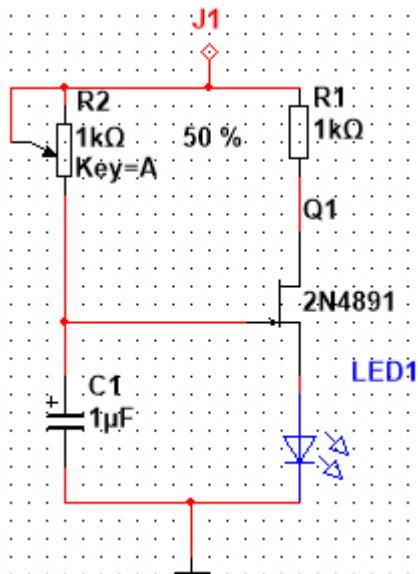 J1
R2
1kΩ
Key=A
50 %
R1
1kΩ
Q1
2N4891
LED1
C1
+
1µF